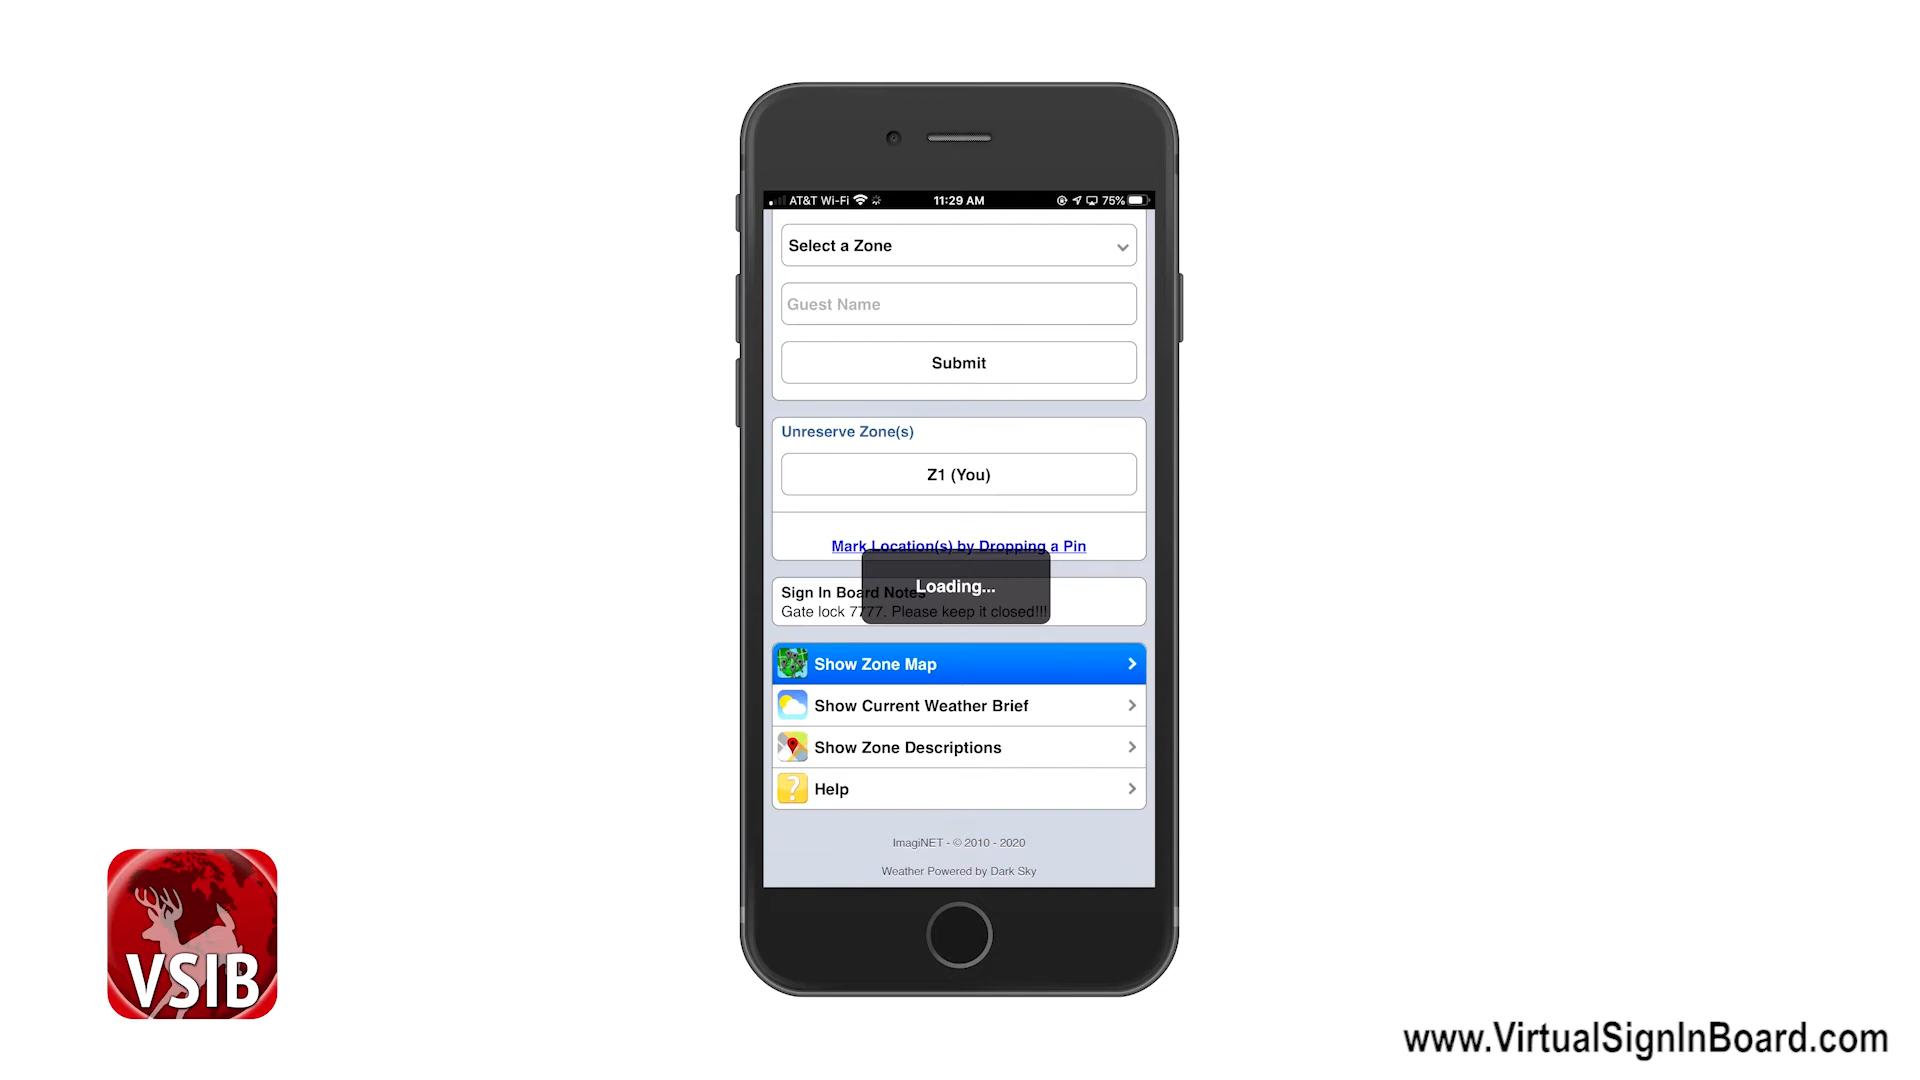 AT&T Wi-Fi 11:29 AM 75%
Select a Zone
Guest Name
Submit
Unreserve Zone(s)
Z1 (You)
Mark Location(s) by Dropping a Pin
Loading...
Sign In Board Notes
Gate lock 7777. Please keep it closed!!!
Show Zone Map
Show Current Weather Brief
Show Zone Descriptions
? Help
ImagiNET - © 2010 - 2020
Weather Powered by Dark Sky
VSIB
www.VirtualSignInBoard.com